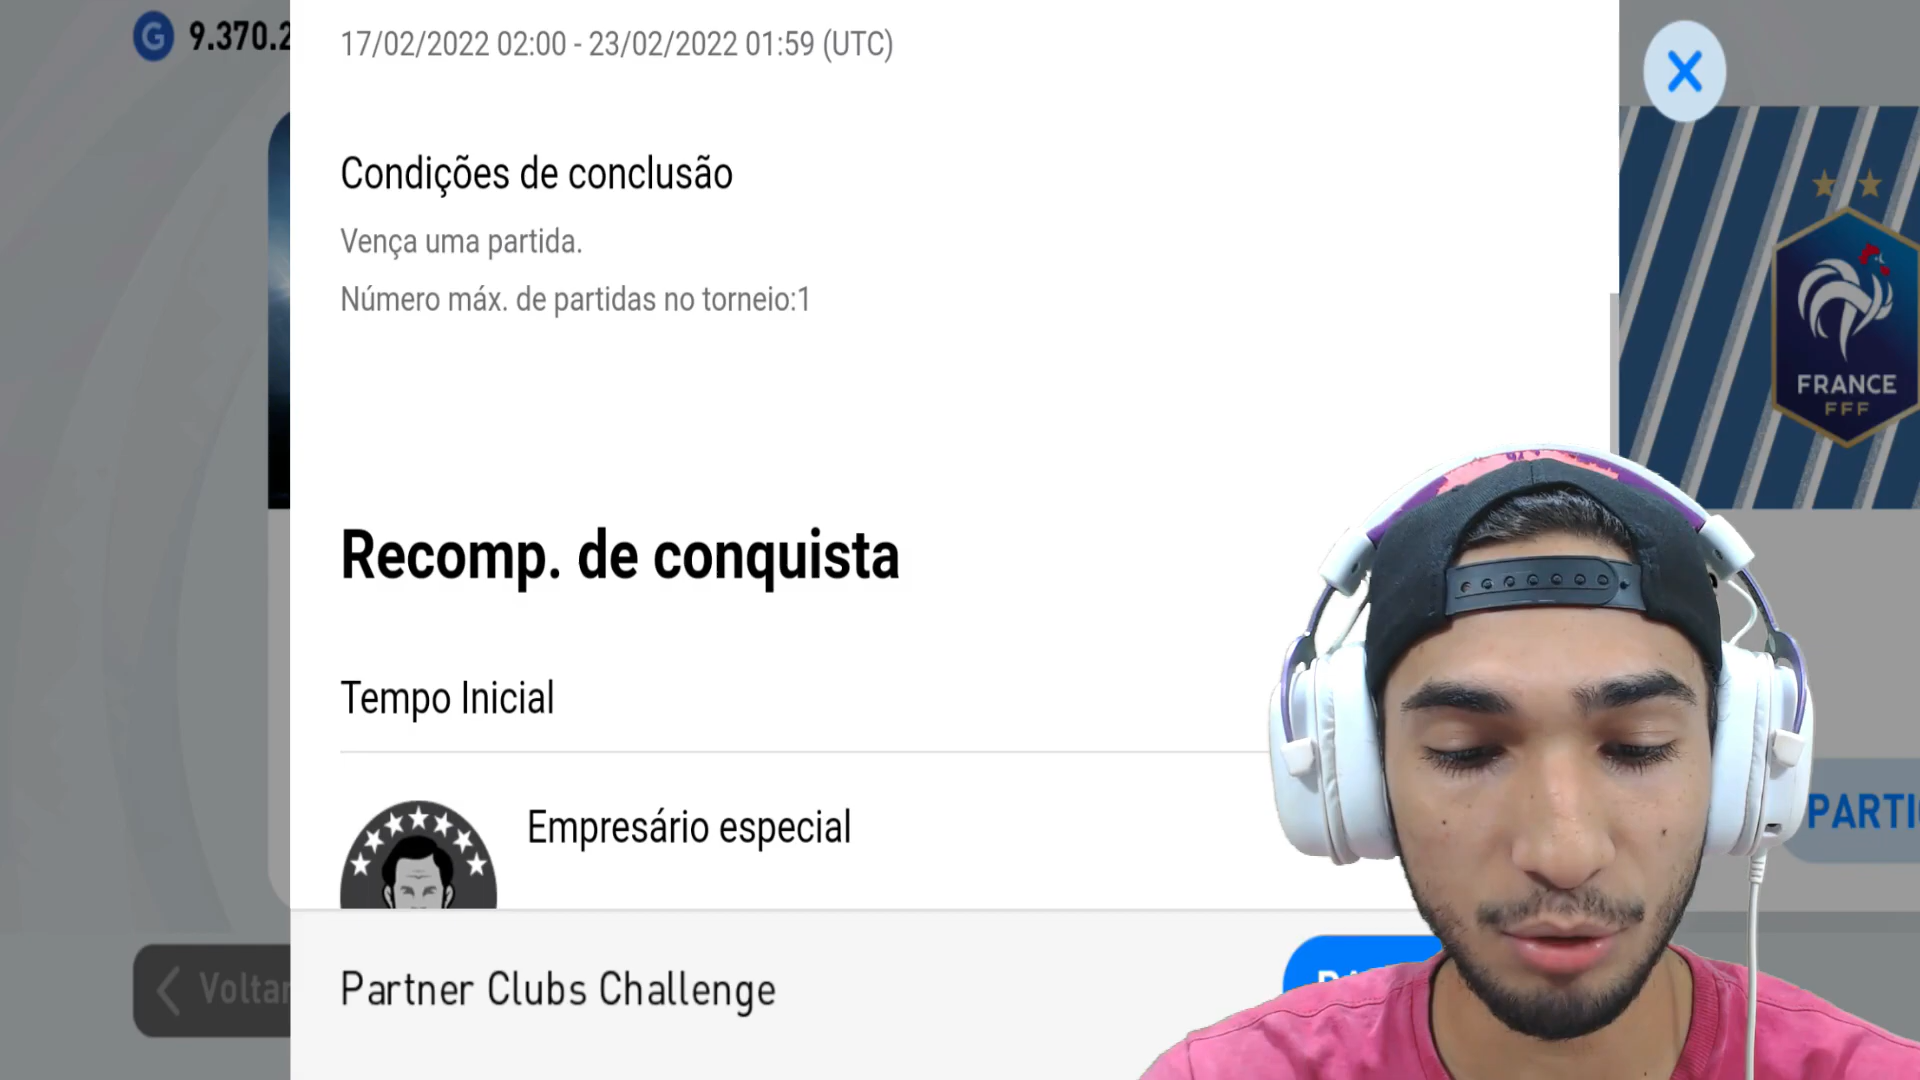 G 9.370.2
17/02/2022 02:00 - 23/02/2022 01:59 (UTC)
Condições de conclusão
Vença uma partida.
Número máx. de partidas no torneio:1
FRANCE
FFF
Recomp. de conquista
Tempo Inicial
Empresário especial
PARTI
Voltar
Partner Clubs Challenge